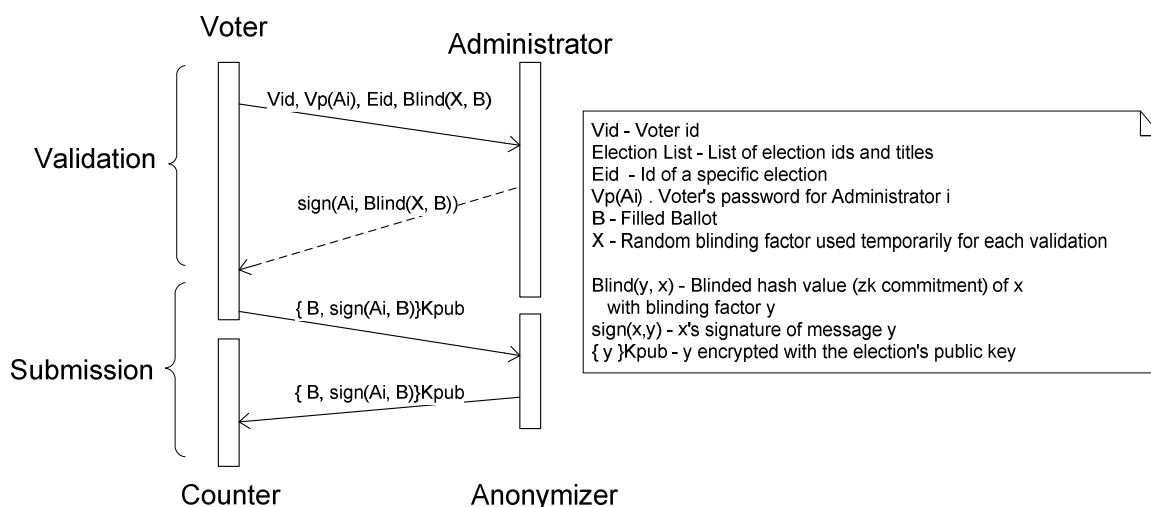 Voter
Administrator
Vid, Vp(Ai), Eid, Blind(X, B)
Validation
sign(Ai, Blind(X, B))
{ B, sign(Ai, B)}Kpub
Submission
{ B, sign(Ai, B)}Kpub
Counter
Anonymizer
Vid - Voter id
Election List - List of election ids and titles
Eid - Id of a specific election
Vp(Ai) . Voter's password for Administrator i
B - Filled Ballot
X - Random blinding factor used temporarily for each validation
Blind(y, x) - Blinded hash value (zk commitment) of x
with blinding factor y
sign(x,y) - x's signature of message y
{ y }Kpub - y encrypted with the election's public key